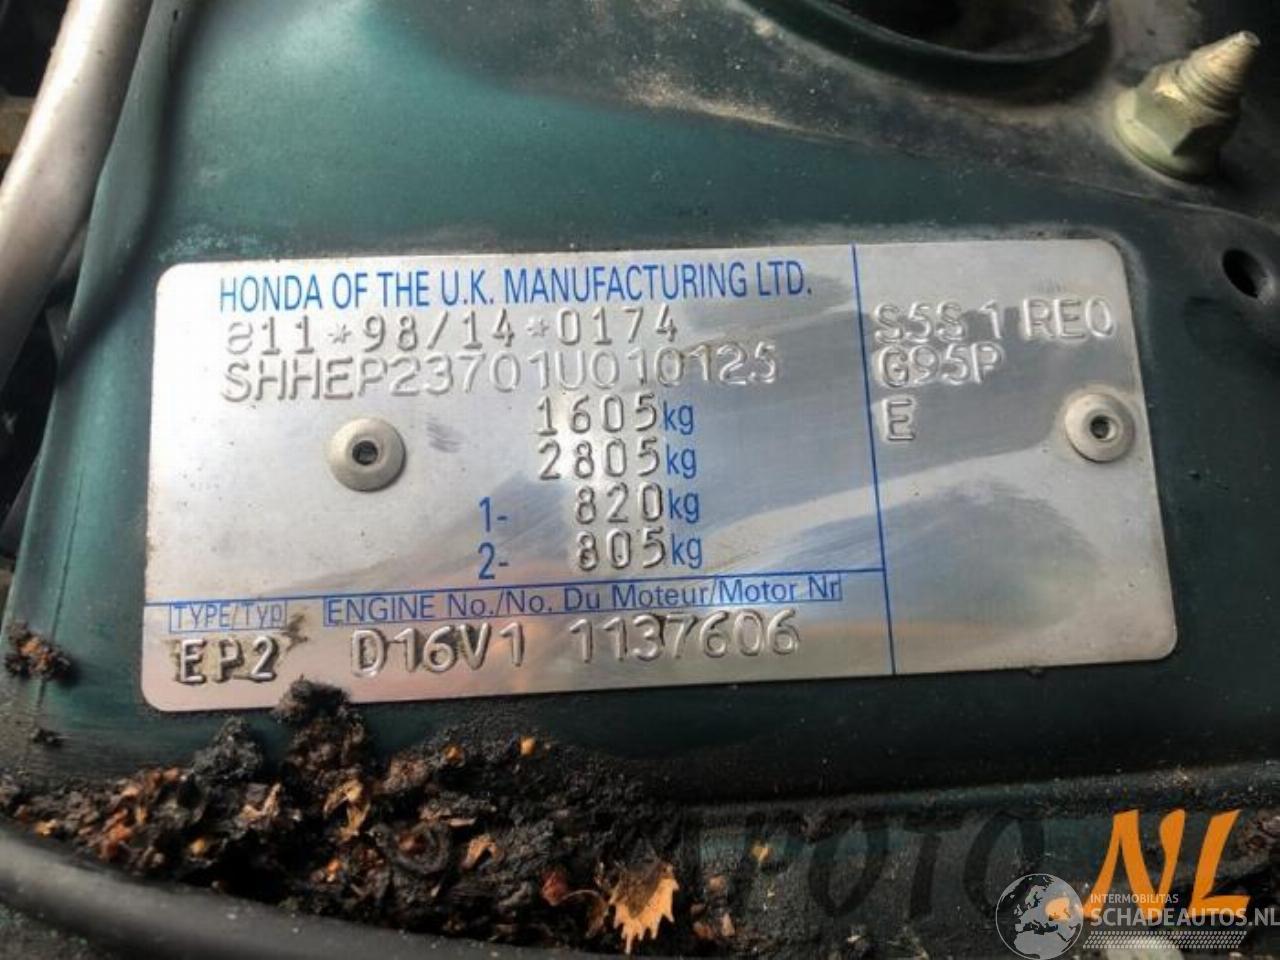 HONDA OF THE U.K. MANUFACTURING LTD.
e11*98/14*0174
SHHEP23701U010125
1605kg
2805kg
1- 820kg
2- 805kg
TYPE/Typ ENGINE No./No. Du Moteur/Motor Nr
EP2 D16V1 1137606
S5S 1 RE0
G95P
E
NL
INTERMOBILITAS
SCHADEAUTOS.NL